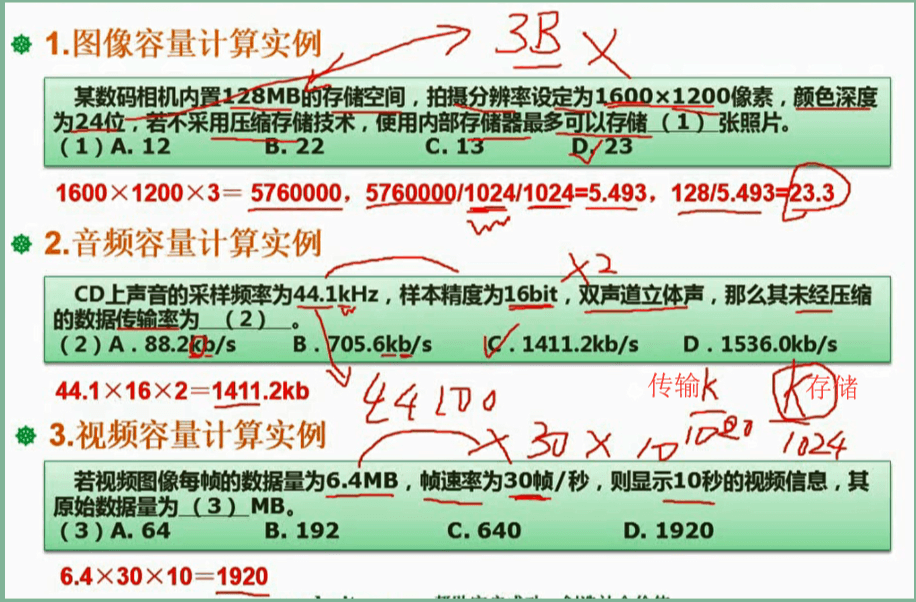 1.图像容量计算实例
3B ×
某数码相机内置128MB的存储空间，拍摄分辨率设定为1600×1200像素，颜色深度
为24位，若不采用压缩存储技术，使用内部存储器最多可以存储（1）张照片。
（1）A. 12 B. 22 C. 13 D. 23
1600×1200×3＝ 5760000，5760000/1024/1024=5.493，128/5.493=23.3
2.音频容量计算实例
×2
CD上声音的采样频率为44.1kHz，样本精度为16bit，双声道立体声，那么其未经压缩
的数据传输率为（2）。
（2）A．88.2kb/s B．705.6kb/s C．1411.2kb/s D．1536.0kb/s
44.1×16×2＝1411.2kb
44100
传输k K存储
1000 1024
3.视频容量计算实例
×30×10
若视频图像每帧的数据量为6.4MB，帧速率为30帧/秒，则显示10秒的视频信息，其
原始数据量为（3）MB。
（3）A. 64 B. 192 C. 640 D. 1920
6.4×30×10＝1920